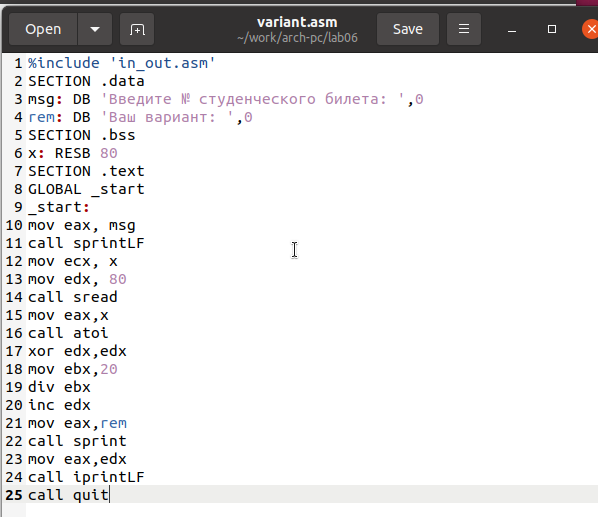 Open
variant.asm
~/work/arch-pc/lab06
Save
1 %include 'in_out.asm'
2 SECTION .data
3 msg: DB 'Введите № студенческого билета: ',0
4 rem: DB 'Ваш вариант: ',0
5 SECTION .bss
6 x: RESB 80
7 SECTION .text
8 GLOBAL _start
9 _start:
10 mov eax, msg
11 call sprintLF
12 mov ecx, x
13 mov edx, 80
14 call sread
15 mov eax,x
16 call atoi
17 xor edx,edx
18 mov ebx,20
19 div ebx
20 inc edx
21 mov eax,rem
22 call sprint
23 mov eax,edx
24 call iprintLF
25 call quit